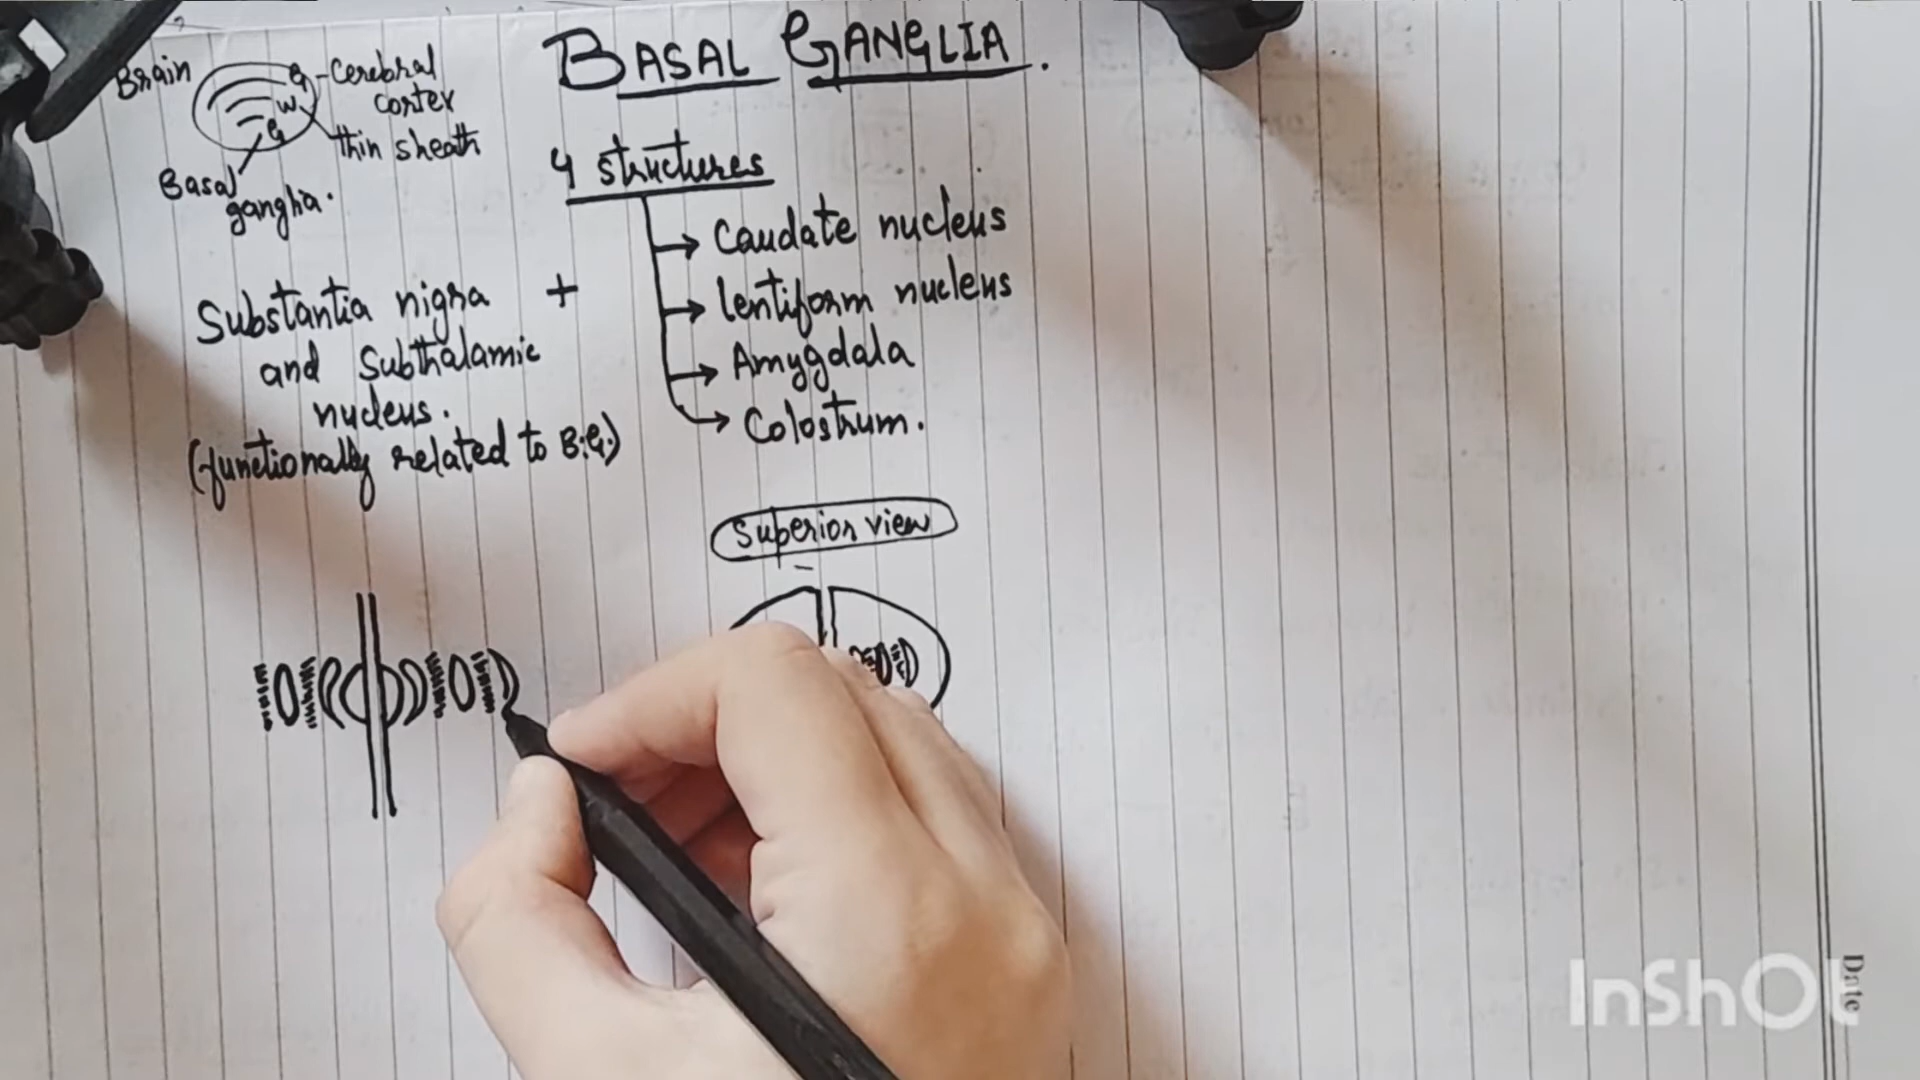 BASAL GANGLIA.
Brain
G - cerebral
cortex
W
thin sheath
G
Basal
ganglia.
4 structures
Caudate nucleus
lentiform nucleus
Amygdala
Colostrum.
Substantia nigra +
and Subthalamic
nucleus.
(functionally related to B.G.)
Superior view
InShOt
Date